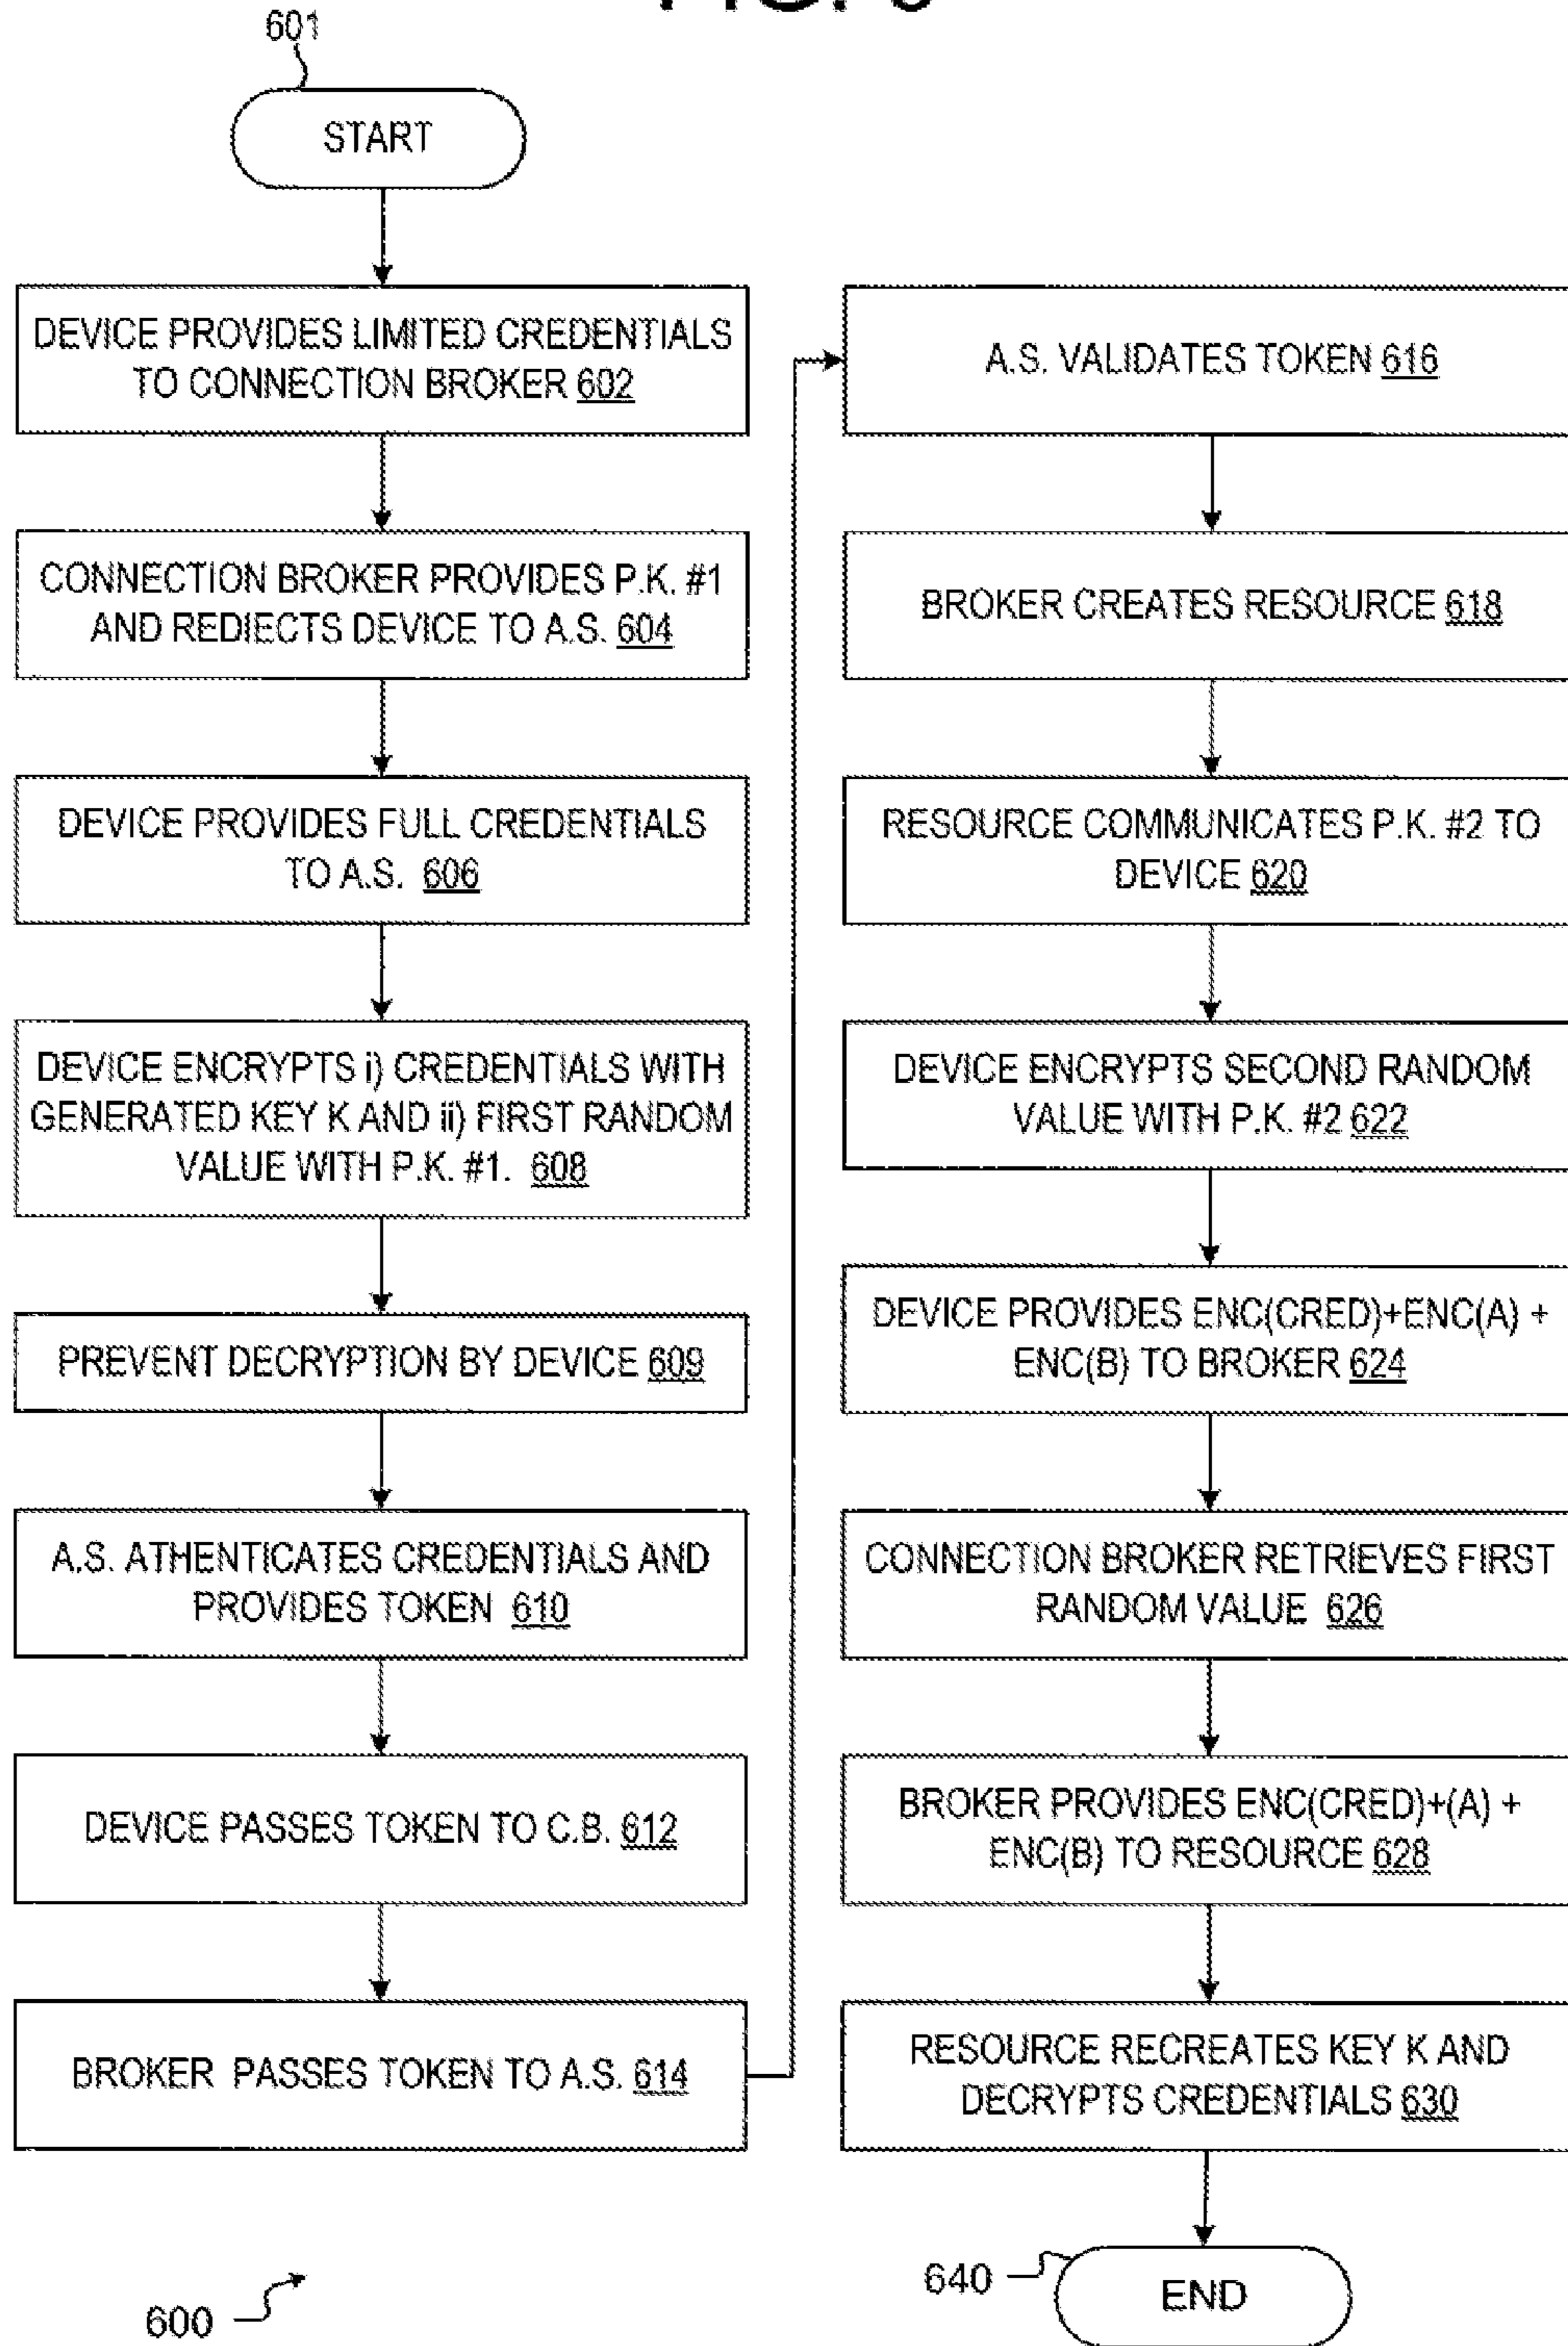 601
START
DEVICE PROVIDES LIMITED CREDENTIALS
TO CONNECTION BROKER 602
CONNECTION BROKER PROVIDES P.K. #1
AND REDIECTS DEVICE TO A.S. 604
DEVICE PROVIDES FULL CREDENTIALS
TO A.S. 606
DEVICE ENCRYPTS i) CREDENTIALS WITH
GENERATED KEY K AND ii) FIRST RANDOM
VALUE WITH P.K. #1. 608
PREVENT DECRYPTION BY DEVICE 609
A.S. ATHENTICATES CREDENTIALS AND
PROVIDES TOKEN 610
DEVICE PASSES TOKEN TO C.B. 612
BROKER PASSES TOKEN TO A.S. 614
A.S. VALIDATES TOKEN 616
BROKER CREATES RESOURCE 618
RESOURCE COMMUNICATES P.K. #2 TO
DEVICE 620
DEVICE ENCRYPTS SECOND RANDOM
VALUE WITH P.K. #2 622
DEVICE PROVIDES ENC(CRED)+ENC(A) +
ENC(B) TO BROKER 624
CONNECTION BROKER RETRIEVES FIRST
RANDOM VALUE 626
BROKER PROVIDES ENC(CRED)+(A) +
ENC(B) TO RESOURCE 628
RESOURCE RECREATES KEY K AND
DECRYPTS CREDENTIALS 630
640
END
600